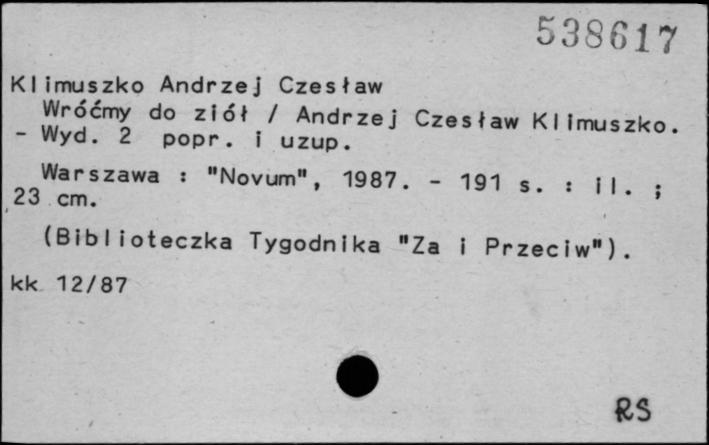 538617
Klimuszko Andrzej Czesław
Wróćmy do ziół / Andrzej Czesław Klimuszko.
- Wyd. 2 popr. i uzup.
Warszawa : "Novum", 1987. - 191 s. : il. ;
23 cm.
(Biblioteczka Tygodnika "Za i Przeciw").
kk 12/87
RS